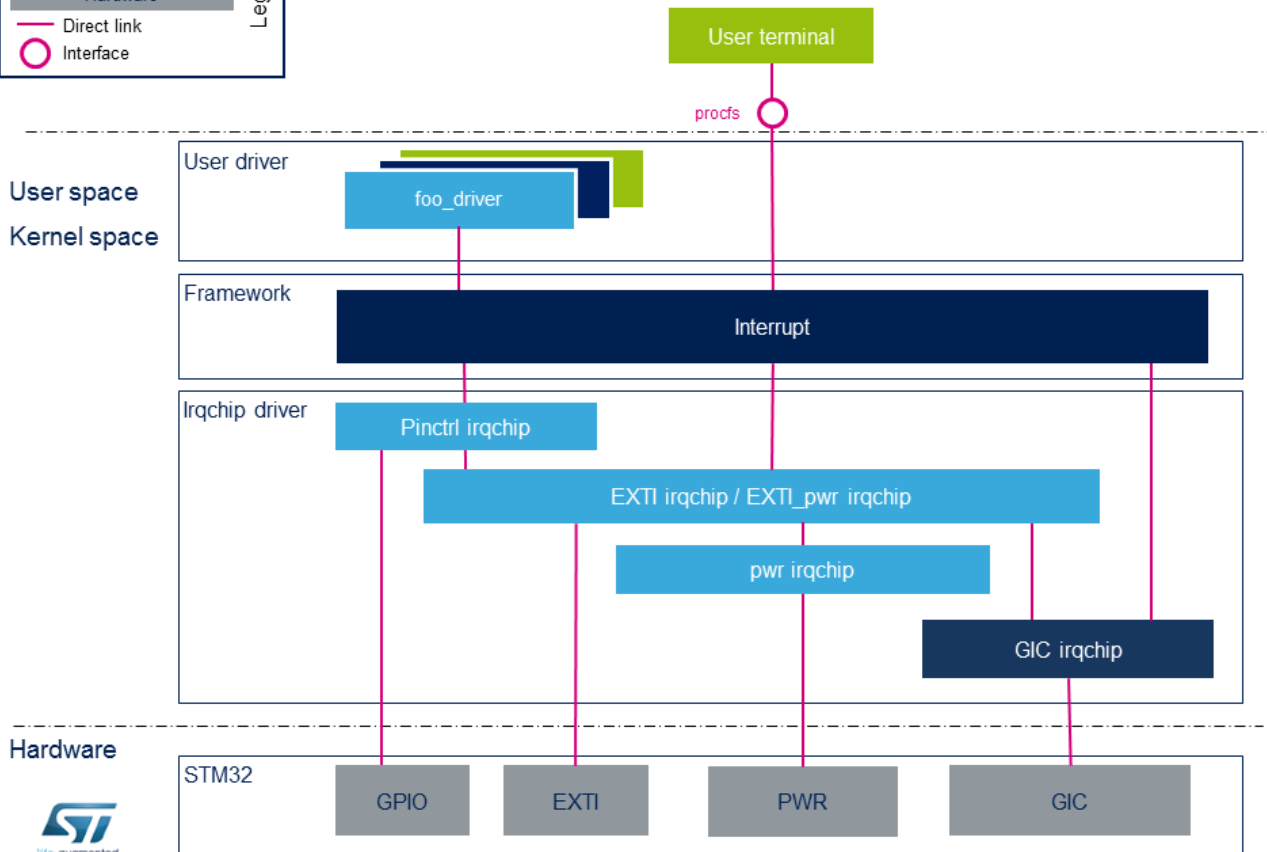 Direct link
Interface
User terminal
procfs
User driver
User space
foo_driver
Kernel space
Framework
Interrupt
Irqchip driver
Pinctrl irqchip
EXTI irqchip / EXTI_pwr irqchip
pwr irqchip
GIC irqchip
Hardware
STM32
GPIO
EXTI
PWR
GIC